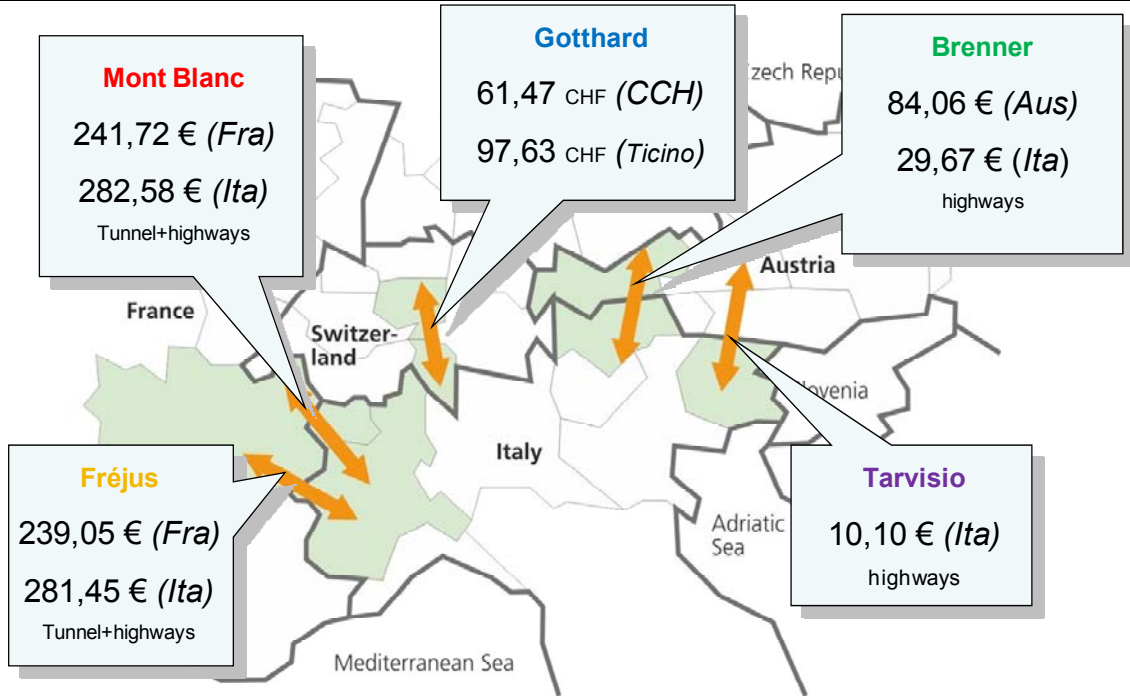 Mont Blanc
241,72 € (Fra)
282,58 € (Ita)
Tunnel+highways
Gotthard
61,47 CHF (CCH)
97,63 CHF (Ticino)
Brenner
84,06 € (Aus)
29,67 € (Ita)
highways
Czech
Austria
France
Switzer-
land
Italy
Fréjus
239,05 € (Fra)
281,45 € (Ita)
Tunnel+highways
Tarvisio
10,10 € (Ita)
highways
Slovenia
Adriatic
Sea
Mediterranean Sea